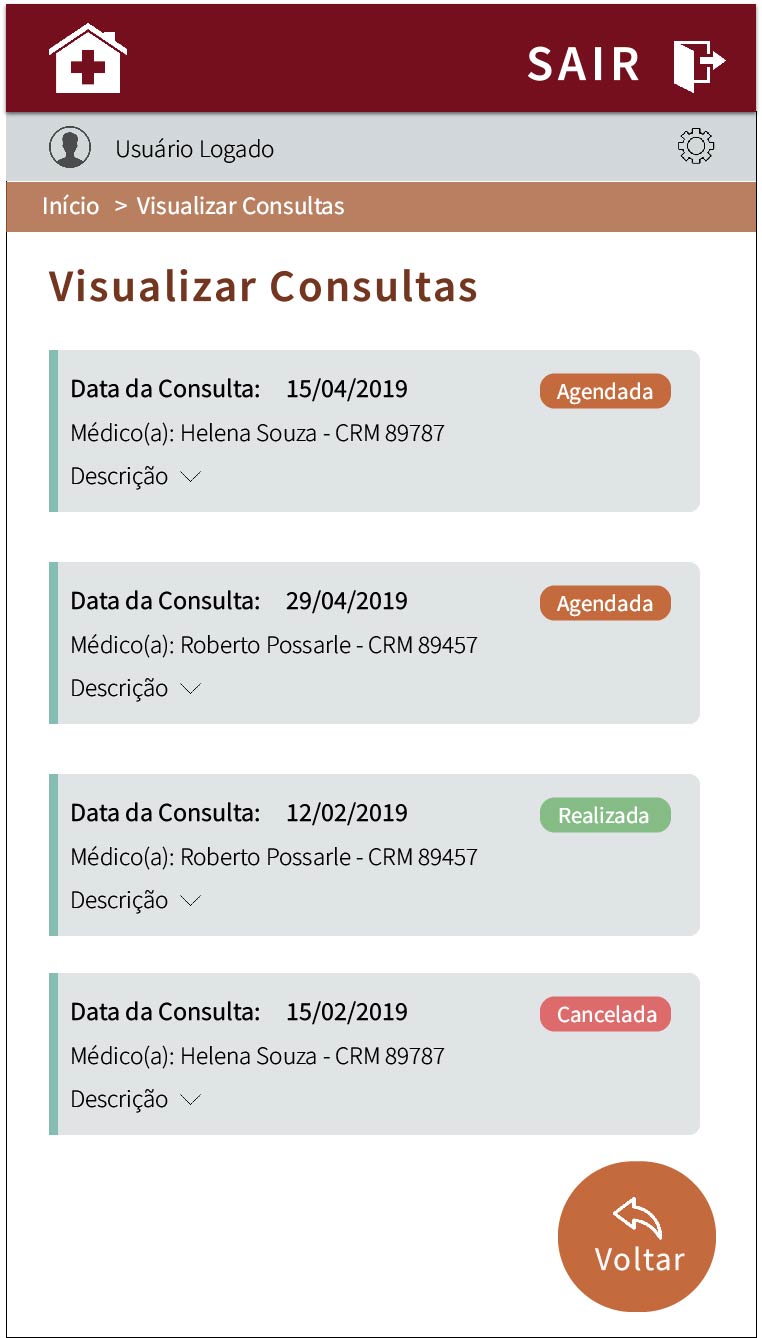 SAIR
Usuário Logado
Início > Visualizar Consultas
Visualizar Consultas
Data da Consulta: 15/04/2019 Agendada
Médico(a): Helena Souza - CRM 89787
Descrição
Data da Consulta: 29/04/2019 Agendada
Médico(a): Roberto Possarle - CRM 89457
Descrição
Data da Consulta: 12/02/2019 Realizada
Médico(a): Roberto Possarle - CRM 89457
Descrição
Data da Consulta: 15/02/2019 Cancelada
Médico(a): Helena Souza - CRM 89787
Descrição
Voltar